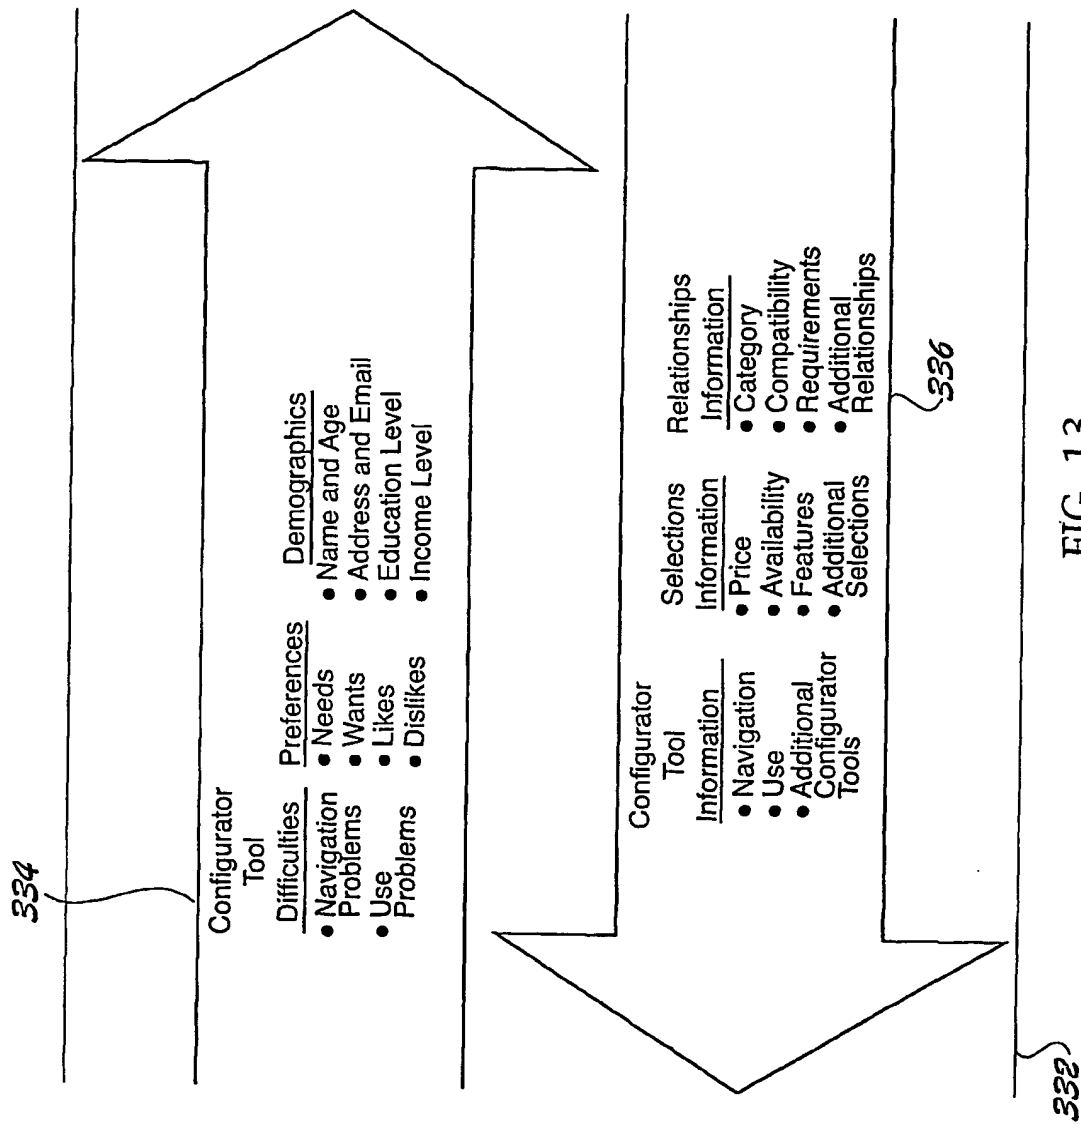 334
Configurator
Tool
Difficulties
• Navigation
Problems
• Use
Problems
Preferences
• Needs
• Wants
• Likes
• Dislikes
Demographics
• Name and Age
• Address and Email
• Education Level
• Income Level
Configurator
Tool
Information
• Navigation
• Use
• Additional
Configurator
Tools
Selections
Information
• Price
• Availability
• Features
• Additional
Selections
Relationships
Information
• Category
• Compatibility
• Requirements
• Additional
Relationships
336
332
FIG. 13